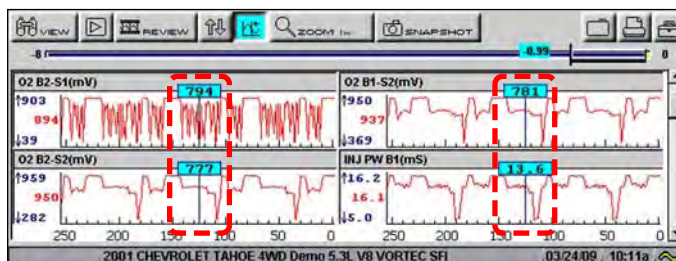 VIEW REVIEW ZOOM 1x SNAPSHOT
-8 -0.99 0
O2 B2-S1(mV) O2 B1-S2(mV)
794 781
903 950
894 937
39 369
O2 B2-S2(mV) INJ PW B1(mS)
777 13.6
959 16.2
950 16.1
282 5.0
250 200 150 100 50 0 250 200 150 100 50 0
2001 CHEVROLET TAHOE 4WD Demo 5.3L V8 VORTEC SFI 03/24/09 10:11a